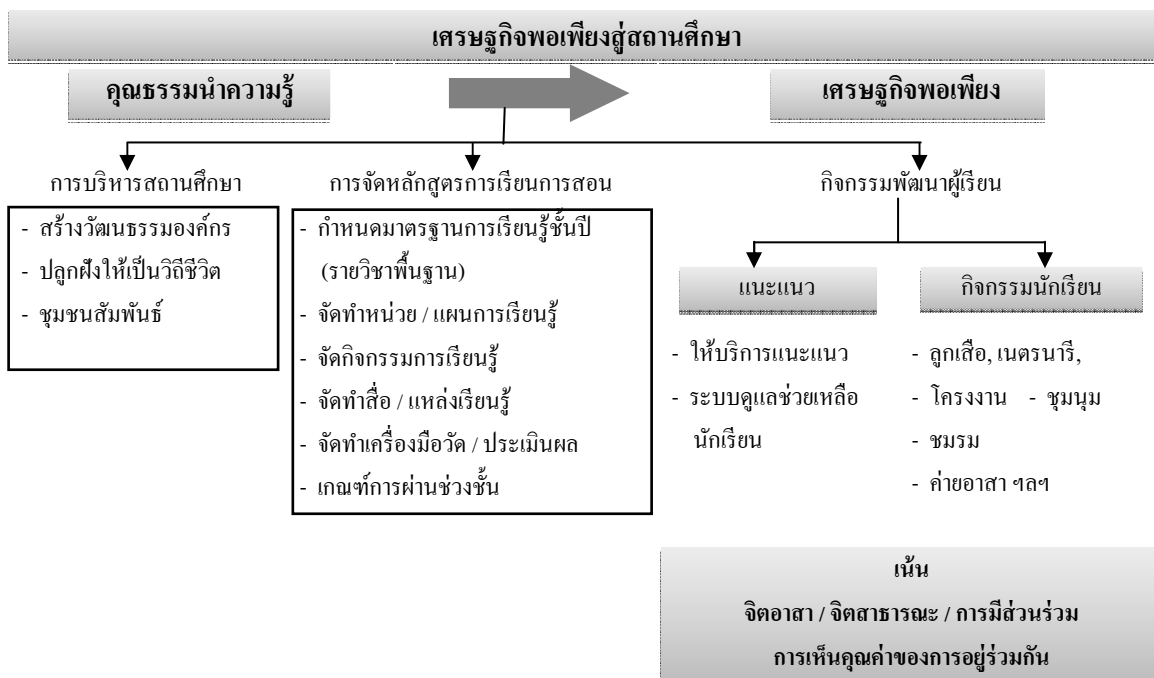 เศรษฐกิจพอเพียงสู่สถานศึกษา
คุณธรรมนำความรู้
เศรษฐกิจพอเพียง
การบริหารสถานศึกษา
- สร้างวัฒนธรรมองค์กร
- ปลูกฝังให้เป็นวิถีชีวิต
- ชุมชนสัมพันธ์
การจัดหลักสูตรการเรียนการสอน
- กำหนดมาตรฐานการเรียนรู้ชั้นปี
(รายวิชาพื้นฐาน)
- จัดทำหน่วย / แผนการเรียนรู้
- จัดกิจกรรมการเรียนรู้
- จัดทำสื่อ / แหล่งเรียนรู้
- จัดทำเครื่องมือวัด / ประเมินผล
- เกณฑ์การผ่านช่วงชั้น
กิจกรรมพัฒนาผู้เรียน
แนะแนว
- ให้บริการแนะแนว
- ระบบดูแลช่วยเหลือ
นักเรียน
กิจกรรมนักเรียน
- ลูกเสือ, เนตรนารี,
- โครงงาน - ชุมนุม
- ชมรม
- ค่ายอาสา ฯลฯ
เน้น
จิตอาสา / จิตสาธารณะ / การมีส่วนร่วม
การเห็นคุณค่าของการอยู่ร่วมกัน